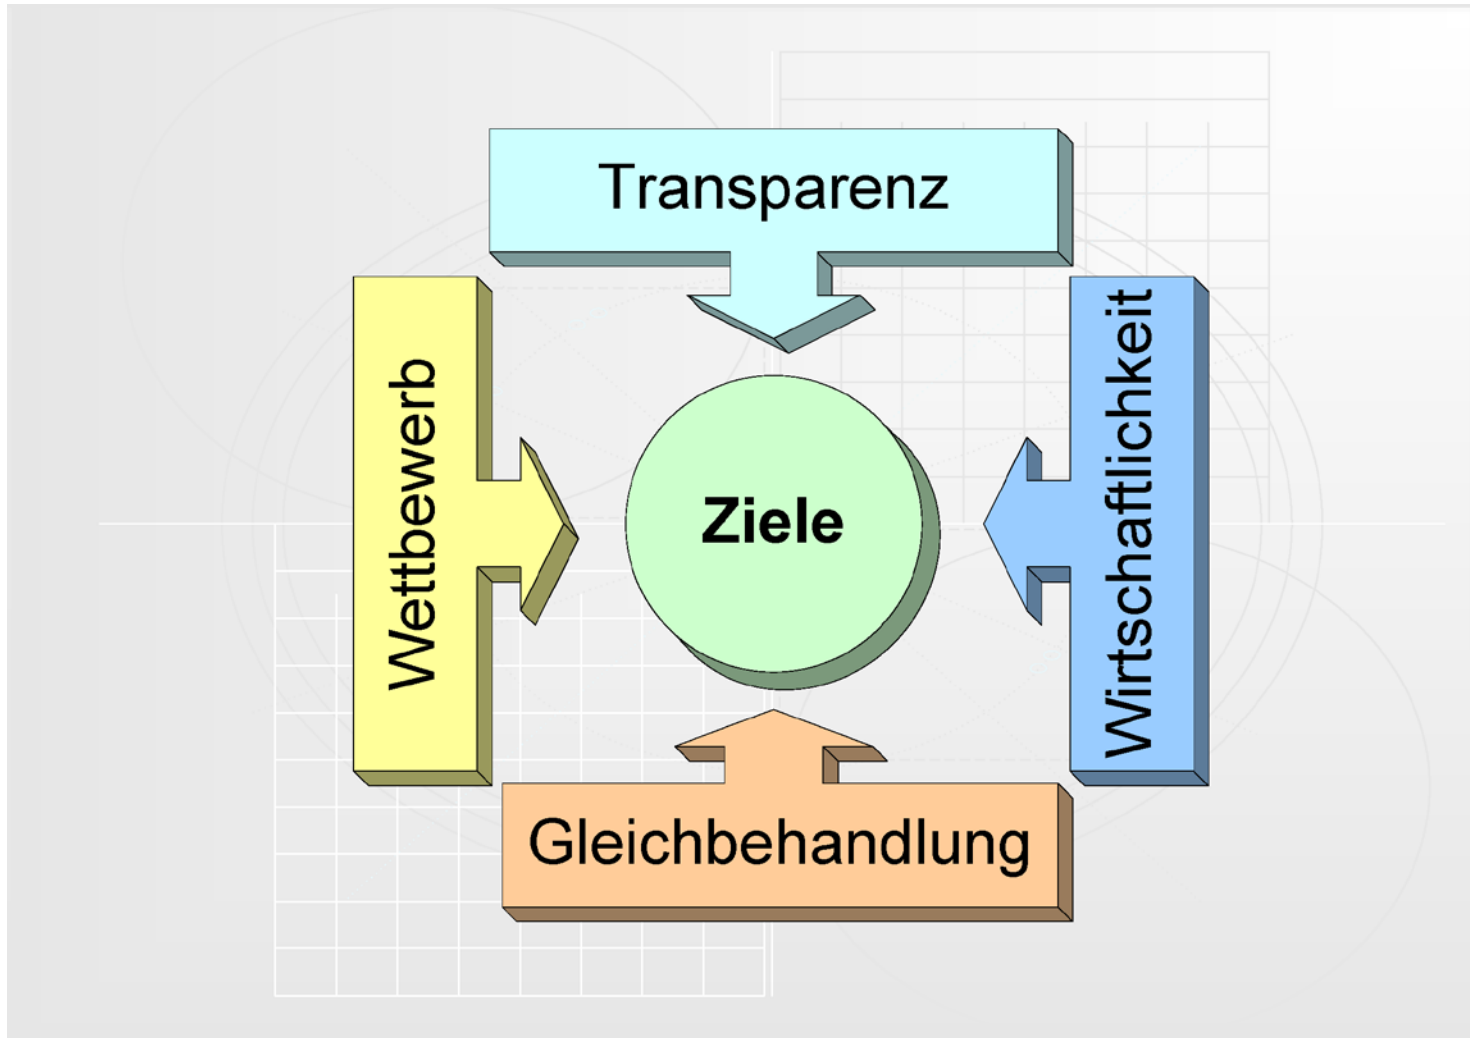 Transparenz
Wettbewerb
Ziele
Wirtschaftlichkeit
Gleichbehandlung